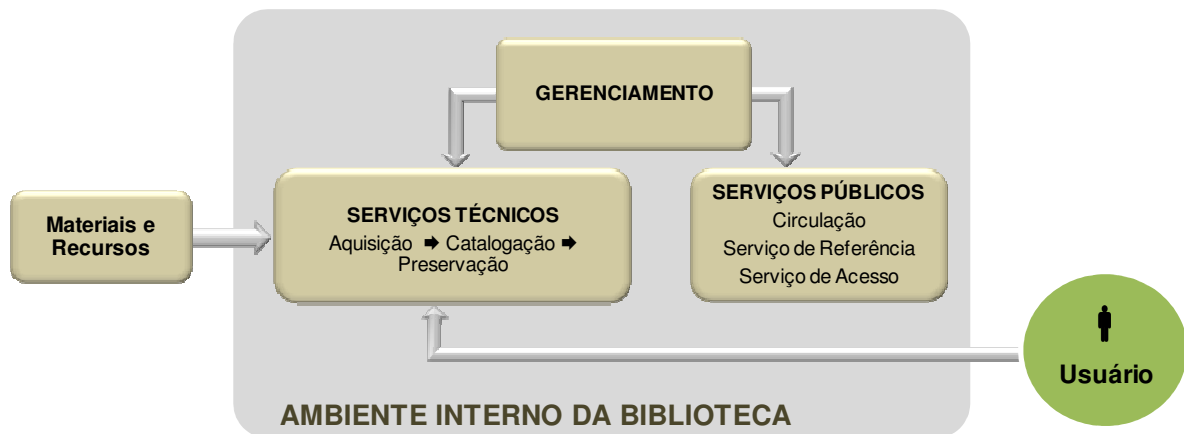 GERENCIAMENTO
Materiais e
Recursos
SERVIÇOS TÉCNICOS
Aquisição ➡ Catalogação ➡
Preservação
SERVIÇOS PÚBLICOS
Circulação
Serviço de Referência
Serviço de Acesso
Usuário
AMBIENTE INTERNO DA BIBLIOTECA